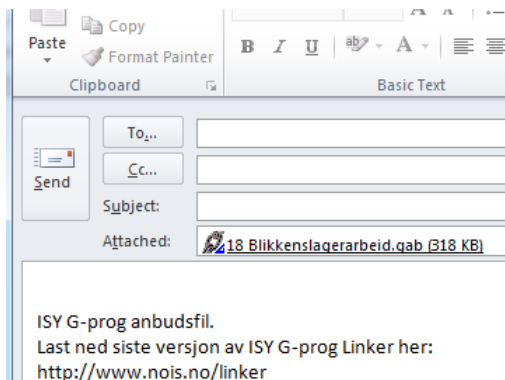 Paste
Copy
Format Painter
Clipboard
B I U ab A
Basic Text
Send
To...
Cc...
Subject:
Attached: 18 Blikkenslagerarbeid.gab (318 KB)
ISY G-prog anbudsfil.
Last ned siste versjon av ISY G-prog Linker her:
http://www.nois.no/linker